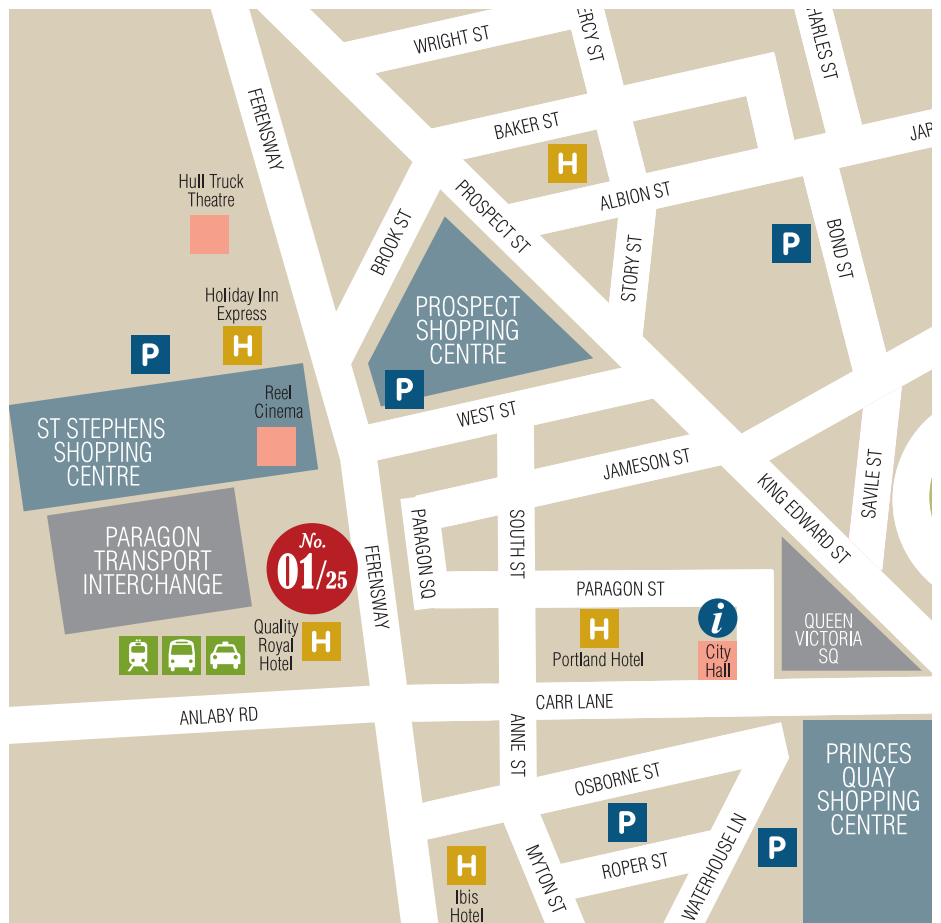 WRIGHT ST
ERCY ST
HARLES ST
FERENSWAY
BAKER ST
JAR
H
Hull Truck
Theatre
PROSPECT ST
ALBION ST
BROOK ST
STORY ST
P
BOND ST
Holiday Inn
Express
H
P
PROSPECT
SHOPPING
CENTRE
P
Reel
Cinema
WEST ST
ST STEPHENS
SHOPPING
CENTRE
JAMESON ST
KING EDWARD ST
SAVILE ST
PARAGON SQ
SOUTH ST
PARAGON
TRANSPORT
INTERCHANGE
No.
01/25
FERENSWAY
PARAGON ST
i
QUEEN
VICTORIA
SQ
Quality
Royal
Hotel
H
H
Portland Hotel
City
Hall
ANLABY RD
CARR LANE
ANNE ST
OSBORNE ST
PRINCES
QUAY
SHOPPING
CENTRE
P
P
WATERHOUSE LN
ROPER ST
MYTON ST
H
Ibis
Hotel